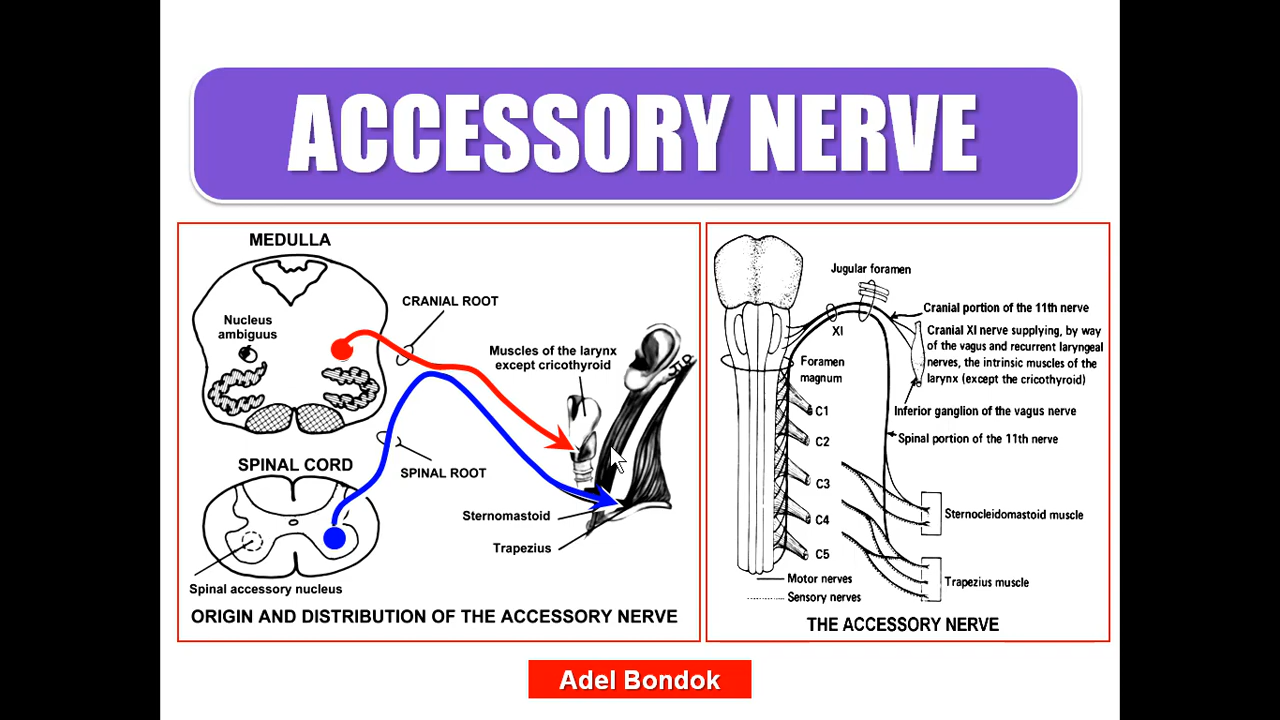 ACCESSORY NERVE
MEDULLA
CRANIAL ROOT
Nucleus
ambiguus
Muscles of the larynx
except cricothyroid
SPINAL CORD
SPINAL ROOT
Sternomastoid
Trapezius
Spinal accessory nucleus
ORIGIN AND DISTRIBUTION OF THE ACCESSORY NERVE
Jugular foramen
Cranial portion of the 11th nerve
XI
Cranial XI nerve supplying, by way
of the vagus and recurrent laryngeal
nerves, the intrinsic muscles of the
larynx (except the cricothyroid)
Foramen
magnum
Inferior ganglion of the vagus nerve
C1
C2
Spinal portion of the 11th nerve
C3
C4
Sternocleidomastoid muscle
C5
Motor nerves
Trapezius muscle
Sensory nerves
THE ACCESSORY NERVE
Adel Bondok